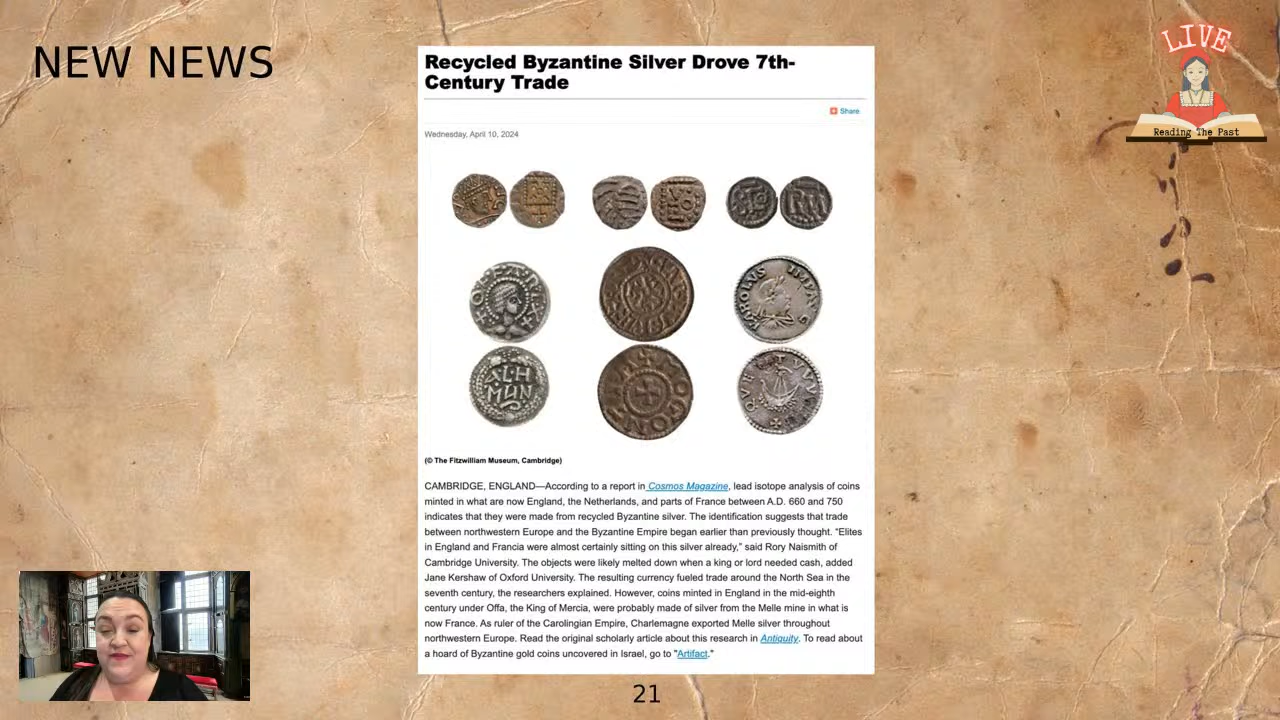 NEW NEWS
LIVE
Reading The Past
Recycled Byzantine Silver Drove 7th-
Century Trade
Share
Wednesday, April 10, 2024
ALH
MUN
KAROLVS IMP AVG
(© The Fitzwilliam Museum, Cambridge)
CAMBRIDGE, ENGLAND—According to a report in Cosmos Magazine, lead isotope analysis of coins
minted in what are now England, the Netherlands, and parts of France between A.D. 660 and 750
indicates that they were made from recycled Byzantine silver. The identification suggests that trade
between northwestern Europe and the Byzantine Empire began earlier than previously thought. “Elites
in England and Francia were almost certainly sitting on this silver already,” said Rory Naismith of
Cambridge University. The objects were likely melted down when a king or lord needed cash, added
Jane Kershaw of Oxford University. The resulting currency fueled trade around the North Sea in the
seventh century, the researchers explained. However, coins minted in England in the mid-eighth
century under Offa, the King of Mercia, were probably made of silver from the Melle mine in what is
now France. As ruler of the Carolingian Empire, Charlemagne exported Melle silver throughout
northwestern Europe. Read the original scholarly article about this research in Antiquity. To read about
a hoard of Byzantine gold coins uncovered in Israel, go to "Artifact."
21